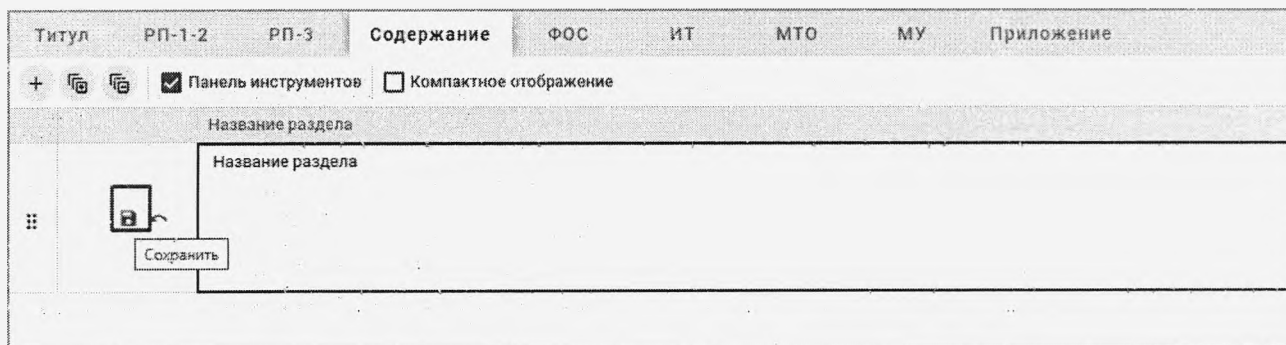 Титул РП-1-2 РП-3 Содержание ФОС ИТ МТО МУ Приложение
+ Панель инструментов Компактное отображение
Название раздела
Название раздела
Сохранить